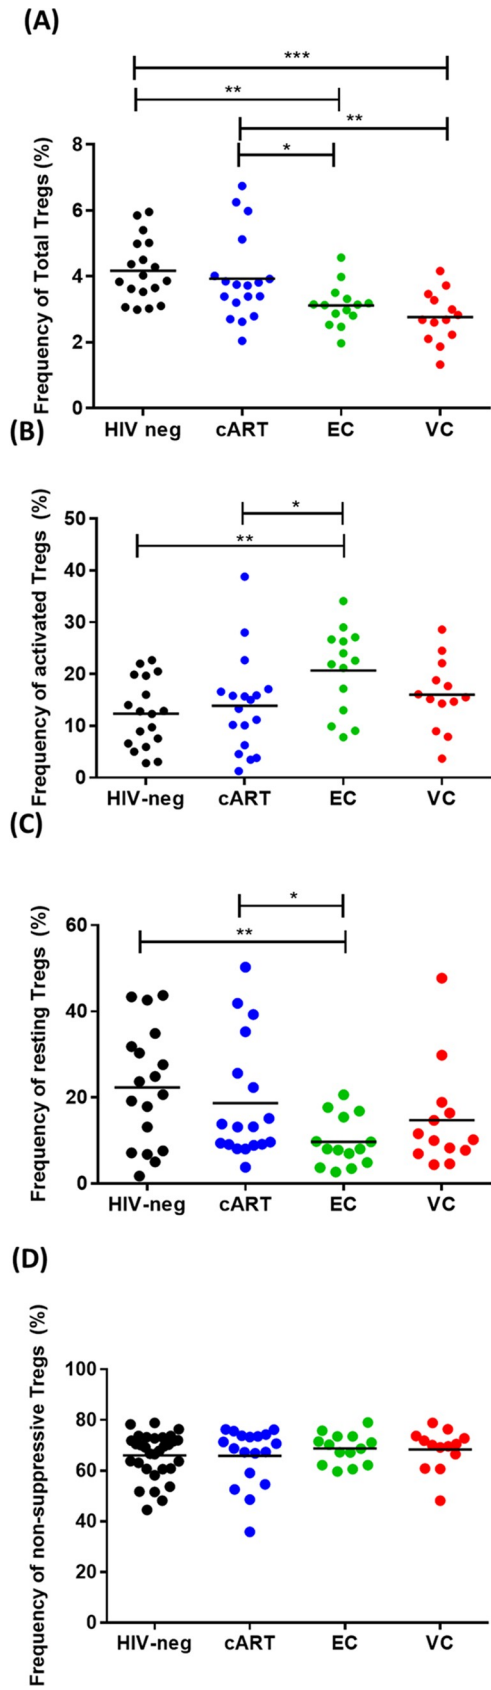 (A)
***
**
**
*
Frequency of Total Tregs (%)
8
6
4
2
0
HIV neg cART EC VC
(B)
*
**
Frequency of activated Tregs (%)
50
40
30
20
10
0
HIV-neg cART EC VC
(C)
*
**
Frequency of resting Tregs (%)
60
40
20
0
HIV-neg cART EC VC
(D)
Frequency of non-suppressive Tregs (%)
100
80
60
40
20
0
HIV-neg cART EC VC